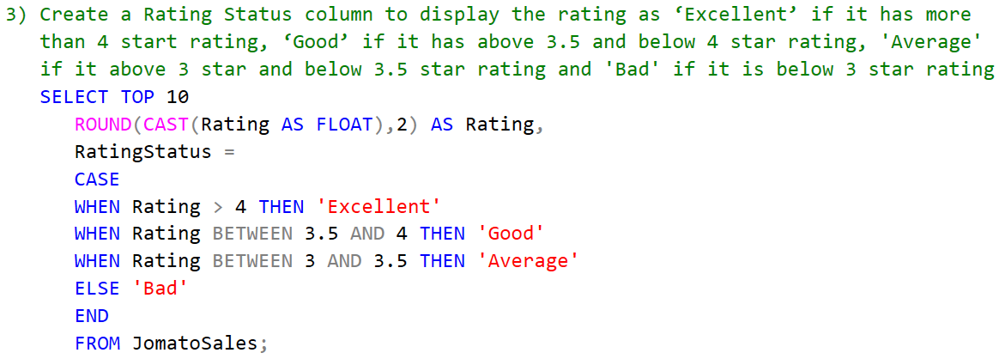 3) Create a Rating Status column to display the rating as ‘Excellent’ if it has more
than 4 start rating, ‘Good’ if it has above 3.5 and below 4 star rating, 'Average'
if it above 3 star and below 3.5 star rating and 'Bad' if it is below 3 star rating
SELECT TOP 10
ROUND(CAST(Rating AS FLOAT),2) AS Rating,
RatingStatus =
CASE
WHEN Rating > 4 THEN 'Excellent'
WHEN Rating BETWEEN 3.5 AND 4 THEN 'Good'
WHEN Rating BETWEEN 3 AND 3.5 THEN 'Average'
ELSE 'Bad'
END
FROM JomatoSales;